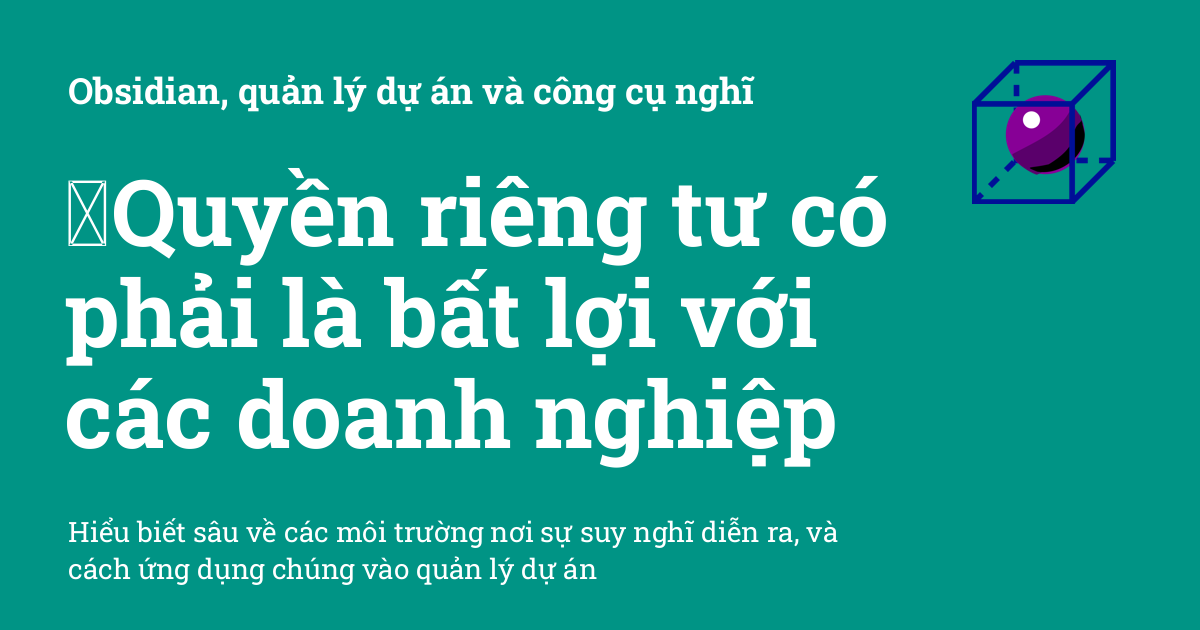 Obsidian, quản lý dự án và công cụ nghĩ
Quyền riêng tư có
phải là bất lợi với
các doanh nghiệp
Hiểu biết sâu về các môi trường nơi sự suy nghĩ diễn ra, và
cách ứng dụng chúng vào quản lý dự án